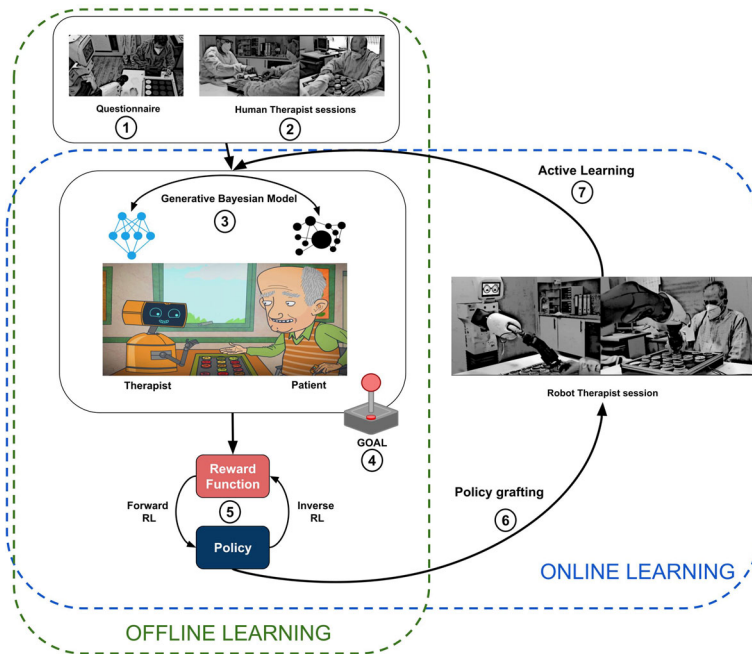 Questionnaire
1
Human Therapist sessions
2
Active Learning
7
Generative Bayesian Model
3
Therapist
Patient
Robot Therapist session
GOAL
4
Reward
Function
Forward
RL
5
Inverse
RL
Policy
Policy grafting
6
ONLINE LEARNING
OFFLINE LEARNING